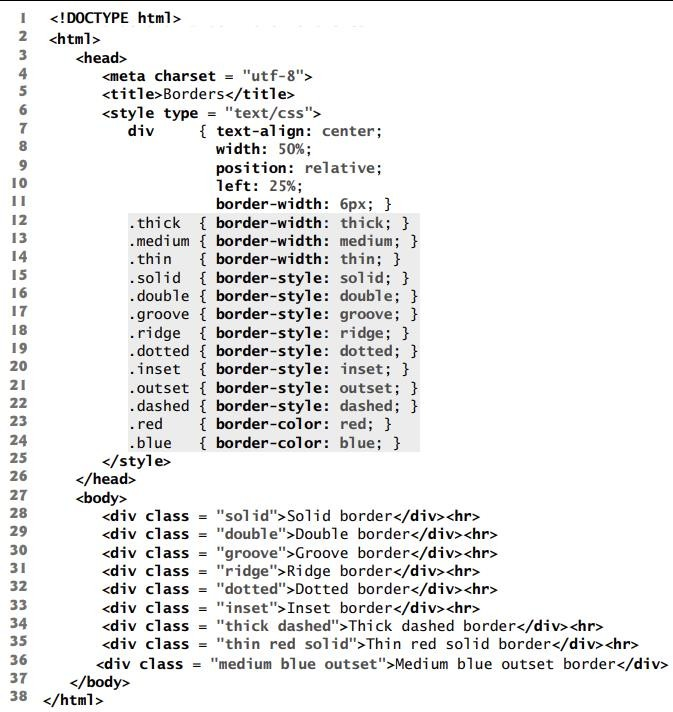 1 <!DOCTYPE html>
2 <html>
3 <head>
4 <meta charset = "utf-8">
5 <title>Borders</title>
6 <style type = "text/css">
7 div { text-align: center;
8 width: 50%;
9 position: relative;
10 left: 25%;
11 border-width: 6px; }
12 .thick { border-width: thick; }
13 .medium { border-width: medium; }
14 .thin { border-width: thin; }
15 .solid { border-style: solid; }
16 .double { border-style: double; }
17 .groove { border-style: groove; }
18 .ridge { border-style: ridge; }
19 .dotted { border-style: dotted; }
20 .inset { border-style: inset; }
21 .outset { border-style: outset; }
22 .dashed { border-style: dashed; }
23 .red { border-color: red; }
24 .blue { border-color: blue; }
25 </style>
26 </head>
27 <body>
28 <div class = "solid">Solid border</div><hr>
29 <div class = "double">Double border</div><hr>
30 <div class = "groove">Groove border</div><hr>
31 <div class = "ridge">Ridge border</div><hr>
32 <div class = "dotted">Dotted border</div><hr>
33 <div class = "inset">Inset border</div><hr>
34 <div class = "thick dashed">Thick dashed border</div><hr>
35 <div class = "thin red solid">Thin red solid border</div><hr>
36 <div class = "medium blue outset">Medium blue outset border</div>
37 </body>
38 </html>